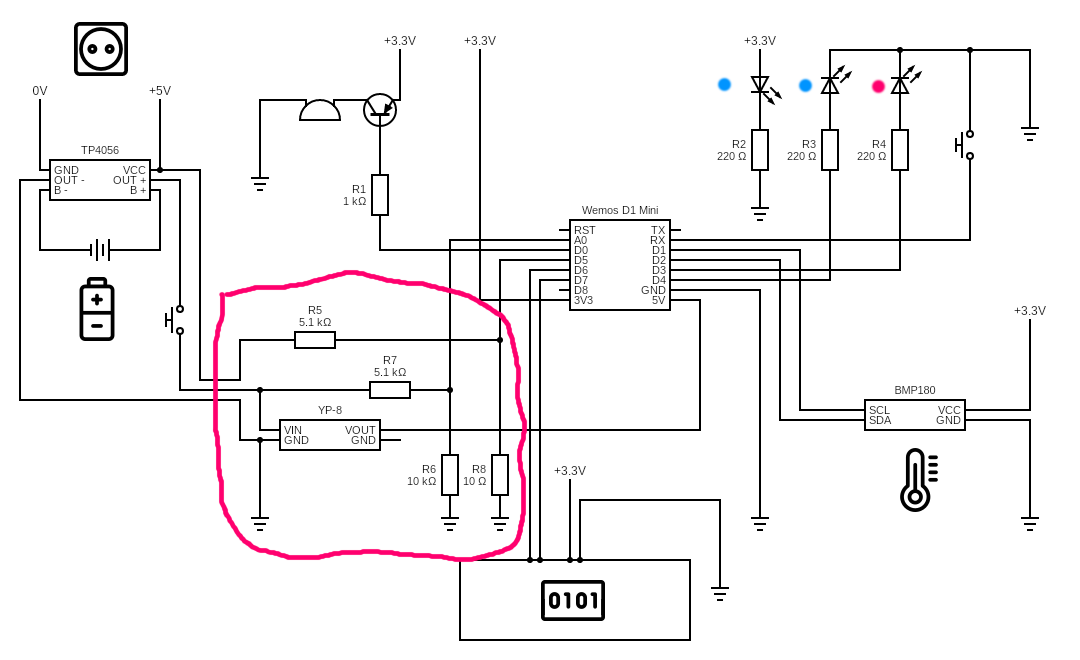 +3.3V
+3.3V
+3.3V
0V
+5V
TP4056
GND
OUT -
B -
VCC
OUT +
B +
R1
1 kΩ
R2
220 Ω
R3
220 Ω
R4
220 Ω
Wemos D1 Mini
RST
A0
D0
D5
D6
D7
D8
3V3
TX
RX
D1
D2
D3
D4
GND
5V
R5
5.1 kΩ
R7
5.1 kΩ
YP-8
VIN
GND
VOUT
GND
R6
10 kΩ
R8
10 Ω
+3.3V
0101
+3.3V
BMP180
SCL
SDA
VCC
GND